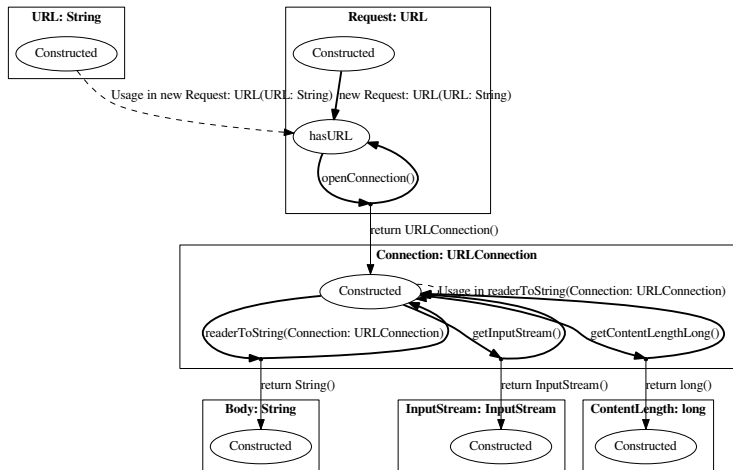 URL: String
Request: URL
Constructed
Constructed
Usage in new Request: URL(URL: String)
new Request: URL(URL: String)
hasURL
openConnection()
return URLConnection()
Connection: URLConnection
Constructed
Usage in readerToString(Connection: URLConnection)
readerToString(Connection: URLConnection)
getInputStream()
getContentLengthLong()
return String()
return InputStream()
return long()
Body: String
InputStream: InputStream
ContentLength: long
Constructed
Constructed
Constructed